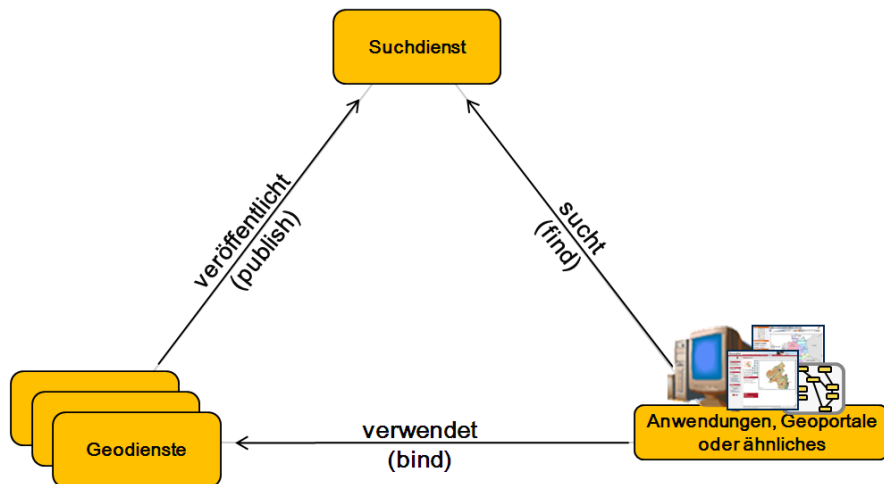 Suchdienst
veröffentlicht
(publish)
sucht
(find)
Geodienste
verwendet
(bind)
Anwendungen, Geoportale
oder ähnliches